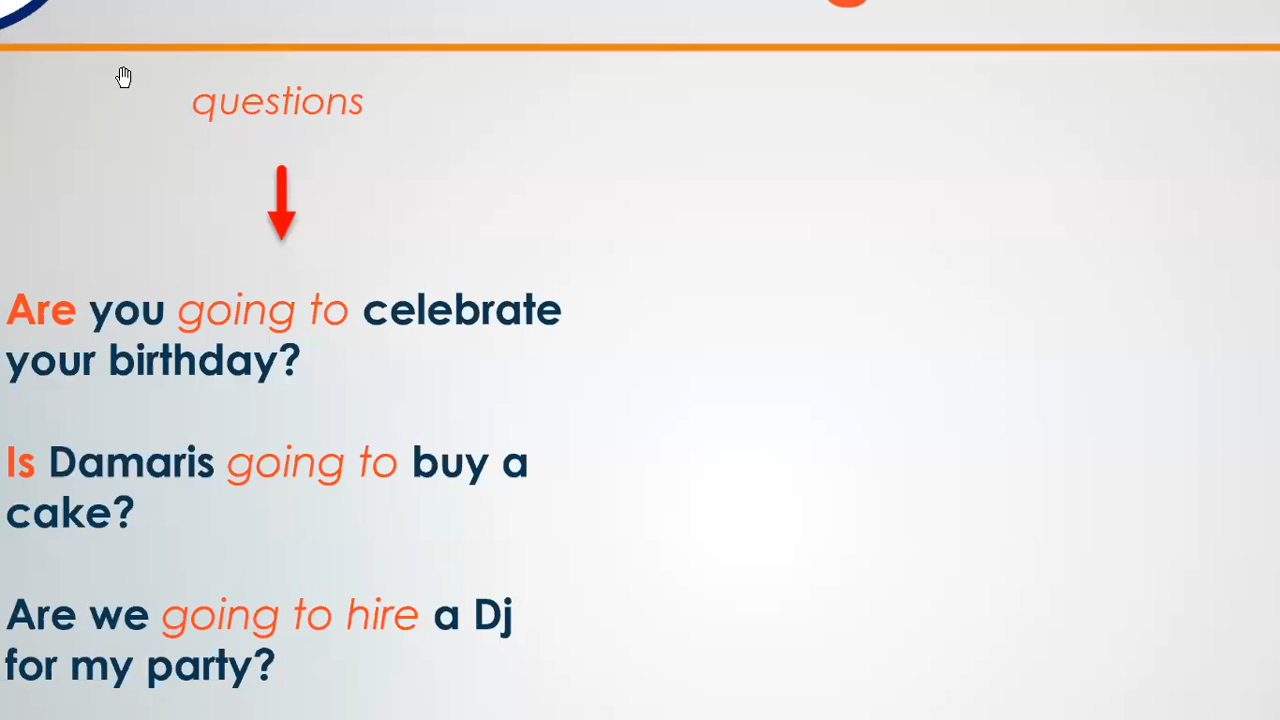 questions
Are you going to celebrate
your birthday?
Is Damaris going to buy a
cake?
Are we going to hire a Dj
for my party?